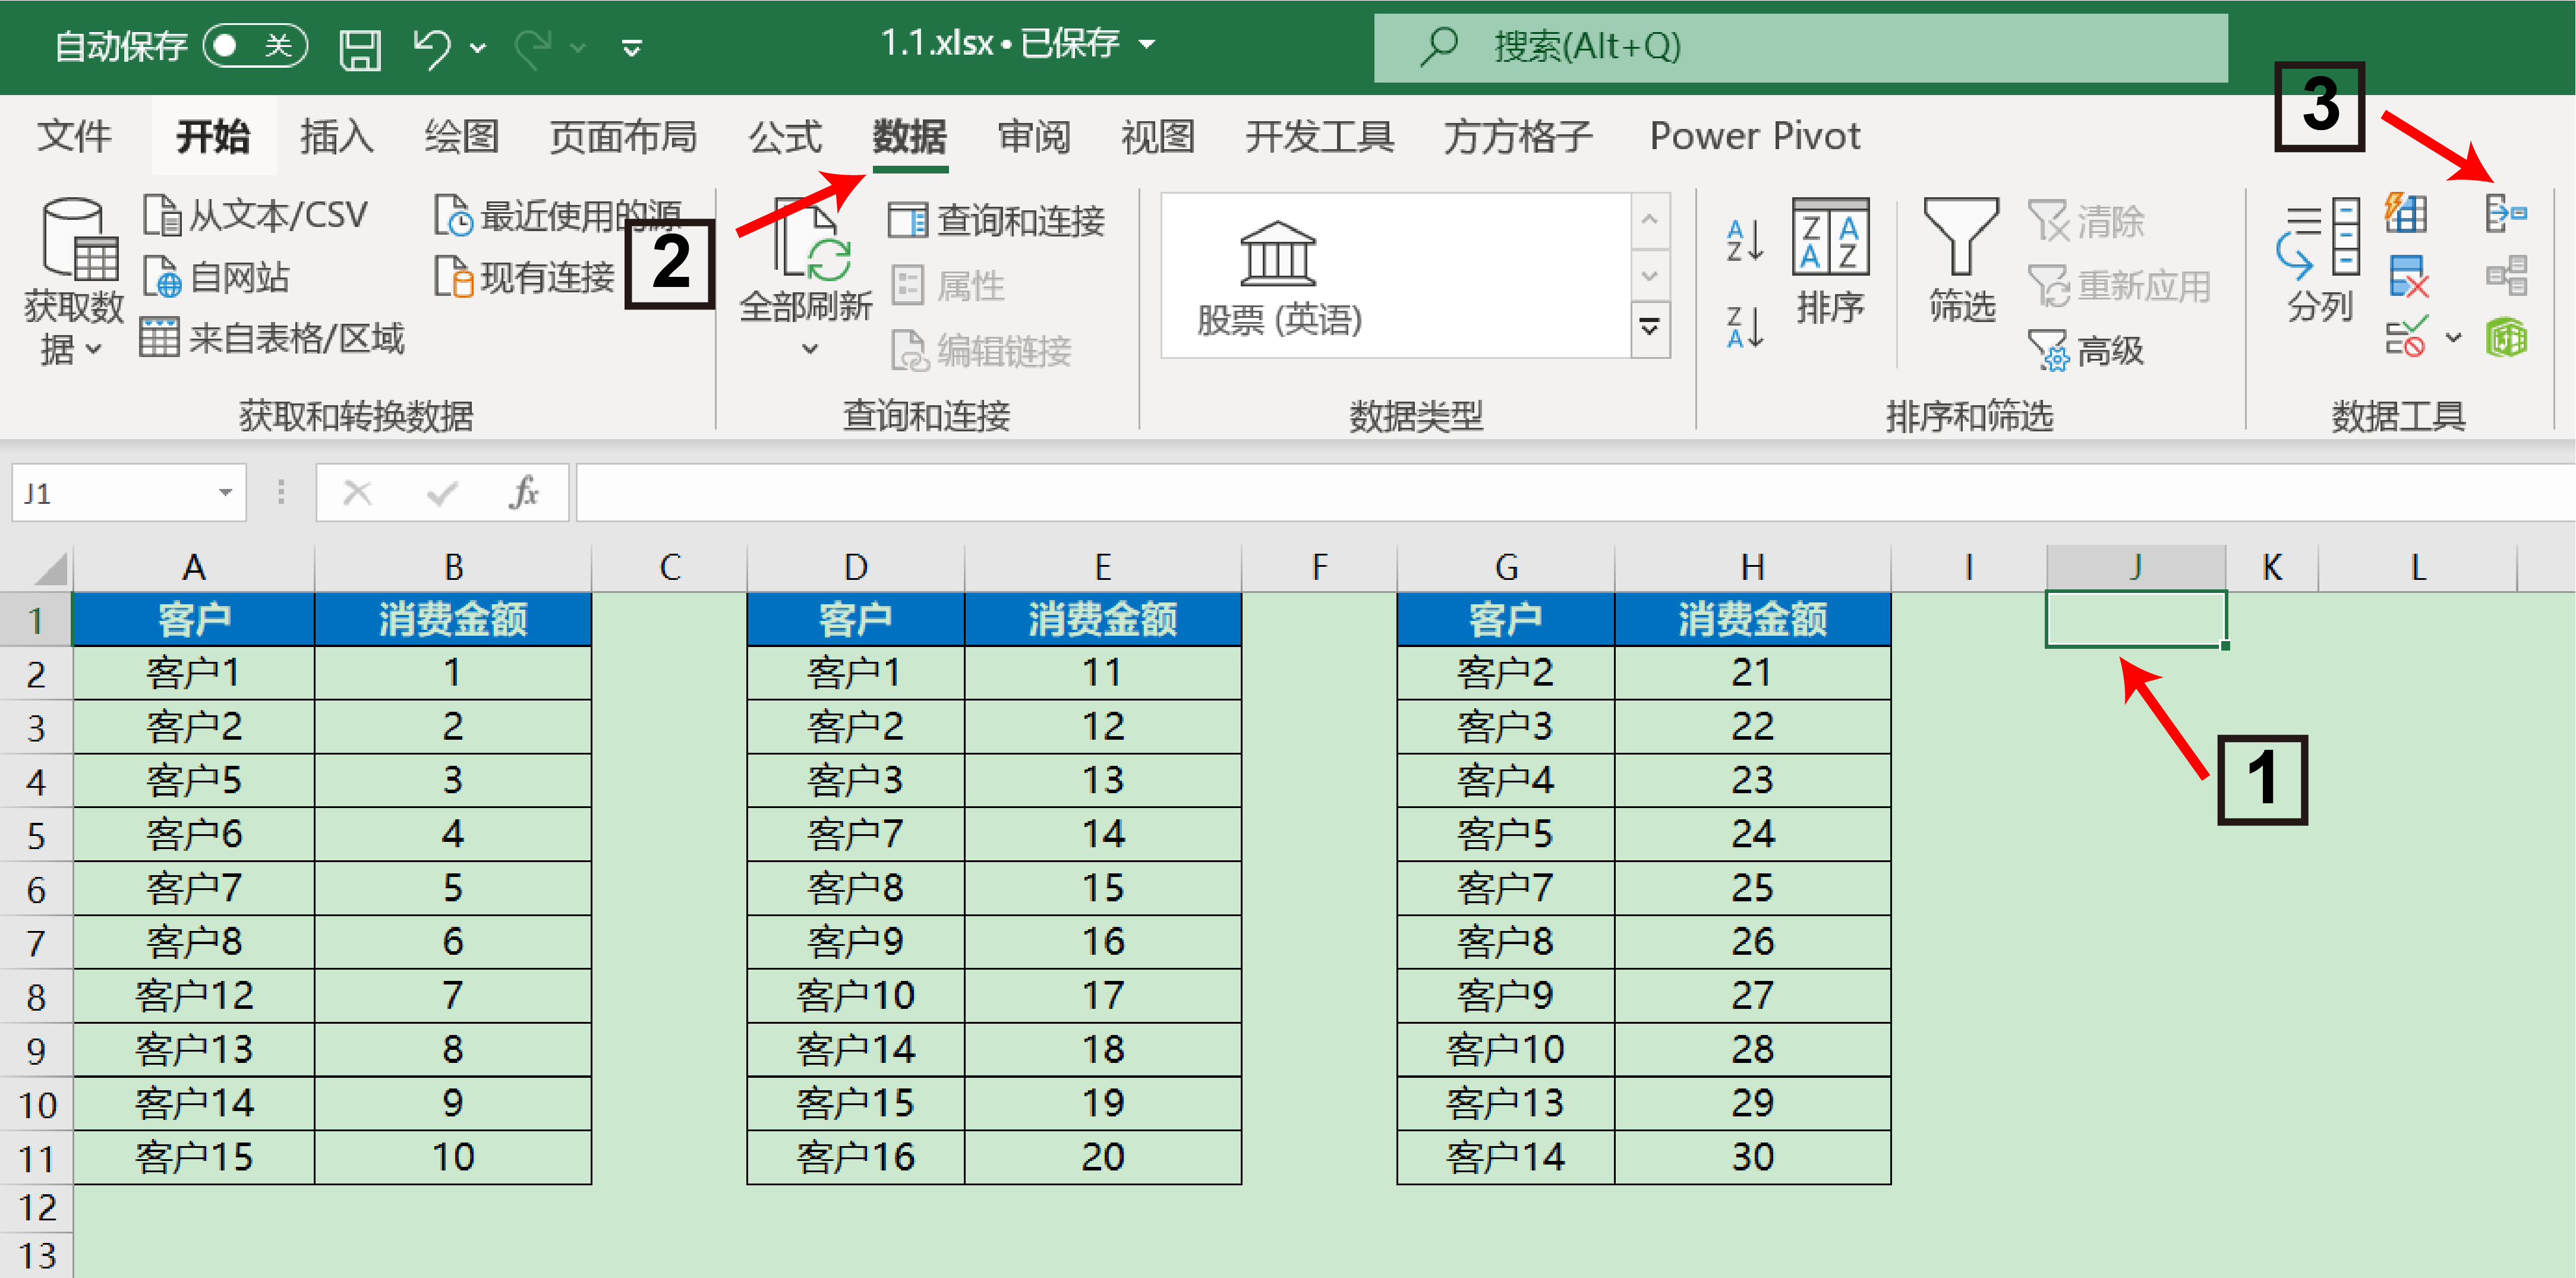 自动保存 关 1.1.xlsx • 已保存 搜索(Alt+Q)
文件 开始 插入 绘图 页面布局 公式 数据 审阅 视图 开发工具 方方格子 Power Pivot
3
获取数据
从文本/CSV
自网站
来自表格/区域
最近使用的源
现有连接
获取和转换数据
2
全部刷新
查询和连接
属性
编辑链接
查询和连接
股票 (英语)
数据类型
排序
筛选
清除
重新应用
高级
排序和筛选
分列
数据工具
J1 fx
A B C D E F G H I J K L
1 客户 消费金额 客户 消费金额 客户 消费金额
2 客户1 1 客户1 11 客户2 21
3 客户2 2 客户2 12 客户3 22
4 客户5 3 客户3 13 客户4 23
5 客户6 4 客户7 14 客户5 24
6 客户7 5 客户8 15 客户7 25
7 客户8 6 客户9 16 客户8 26
8 客户12 7 客户10 17 客户9 27
9 客户13 8 客户14 18 客户10 28
10 客户14 9 客户15 19 客户13 29
11 客户15 10 客户16 20 客户14 30
12
13
1